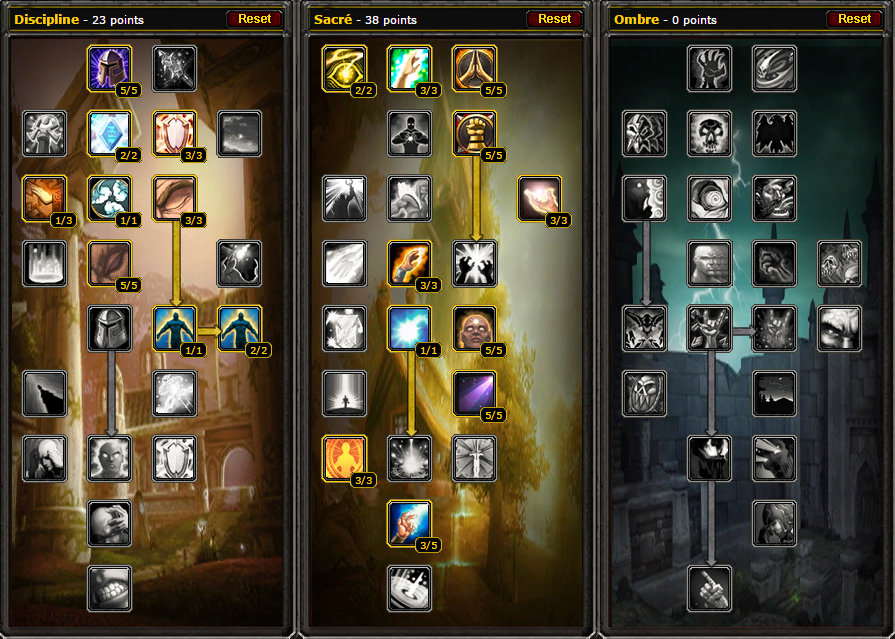 Discipline - 23 points Reset
Sacré - 38 points Reset
Ombre - 0 points Reset
5/5
2/2 3/3
1/3 1/1 3/3
5/5
1/1 2/2
2/2 3/3 5/5
5/5
3/3
3/3
1/1 5/5
5/5
3/3
3/5